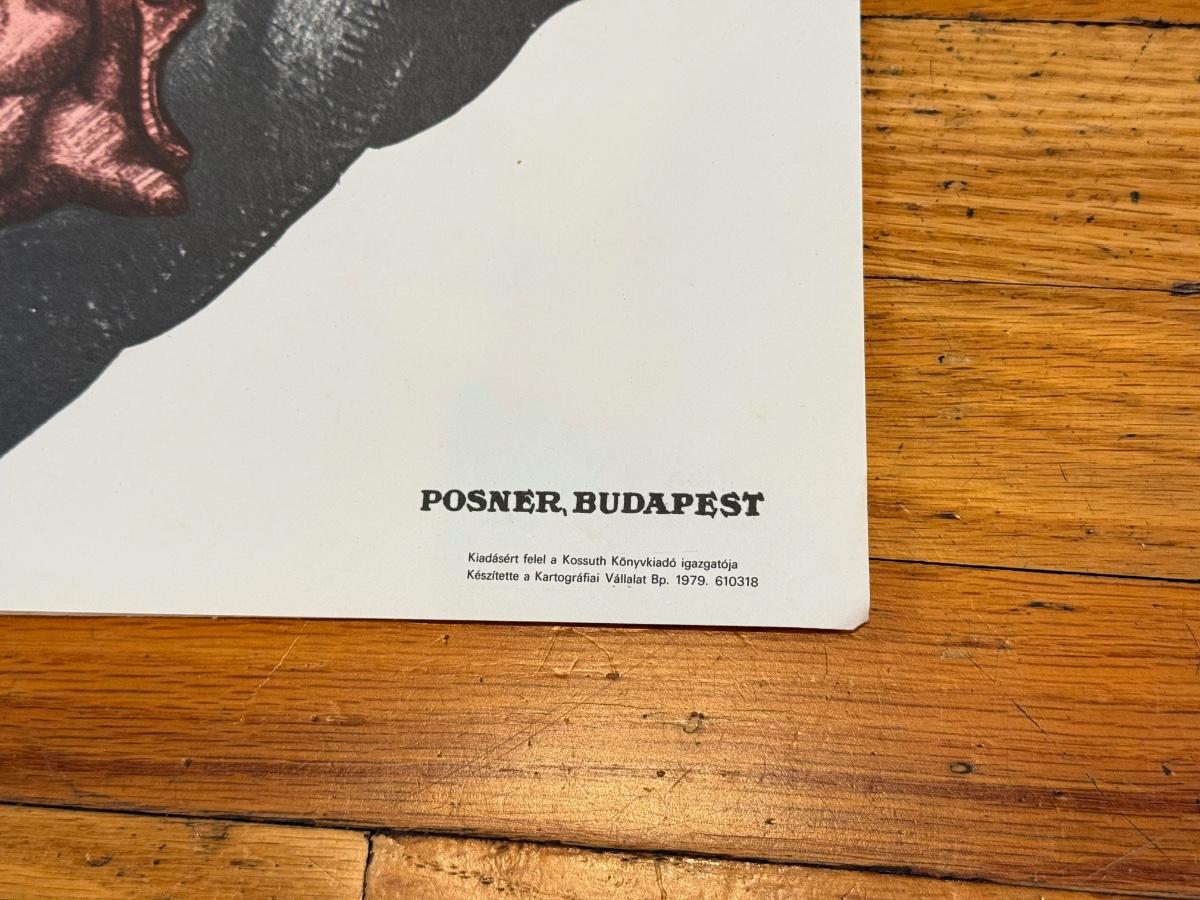 POSNER, BUDAPEST
Kiadásért felel a Kossuth Könyvkiadó igazgatója
Készítette a Kartográfiai Vállalat Bp. 1979. 610318